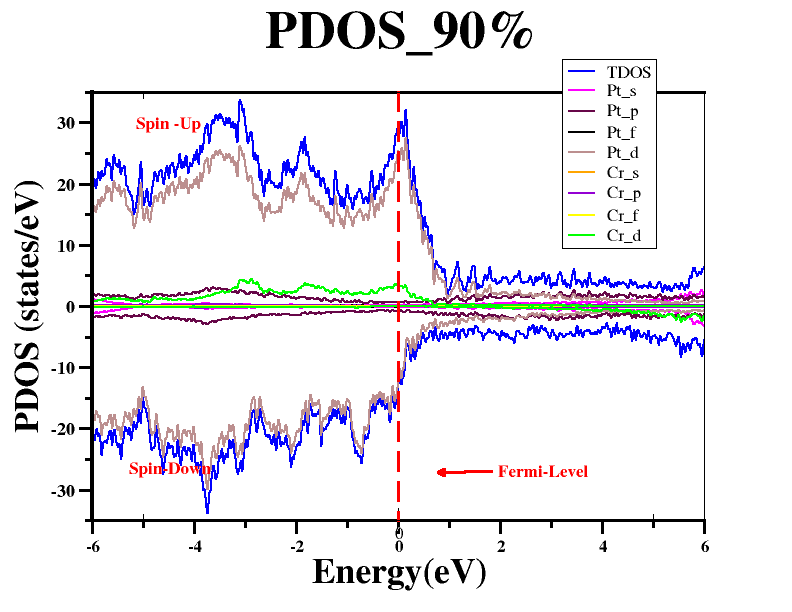 PDOS_90%
TDOS
Pt_s
Pt_p
Pt_f
Pt_d
Cr_s
Cr_p
Cr_f
Cr_d
Spin -Up
30
20
10
0
-10
-20
-30
PDOS (states/eV)
Spin-Down
Fermi-Level
0
-6 -4 -2 0 2 4 6
Energy(eV)